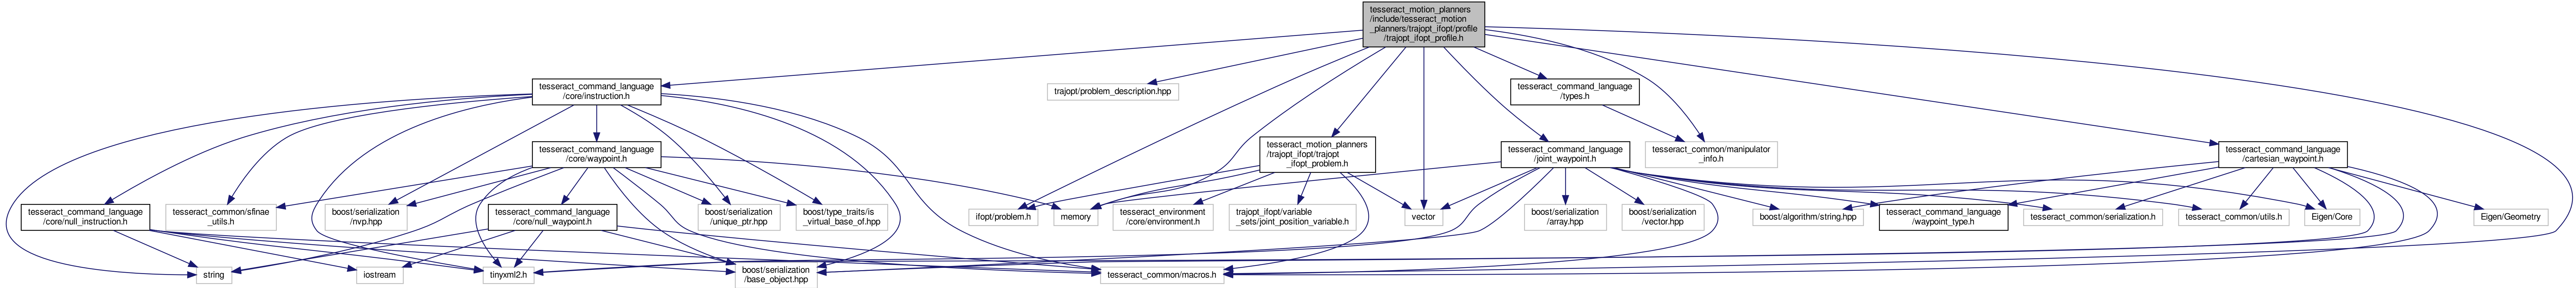 tesseract_motion_planners
/include/tesseract_motion
_planners/trajopt_ifopt/profile
/trajopt_ifopt_profile.h
tesseract_command_language
/core/instruction.h
trajopt/problem_description.hpp
tesseract_command_language
/types.h
tesseract_command_language
/core/waypoint.h
tesseract_motion_planners
/trajopt_ifopt/trajopt
_ifopt_problem.h
tesseract_command_language
/joint_waypoint.h
tesseract_common/manipulator
_info.h
tesseract_command_language
/cartesian_waypoint.h
tesseract_command_language
/core/null_instruction.h
tesseract_common/sfinae
_utils.h
boost/serialization
/nvp.hpp
tesseract_command_language
/core/null_waypoint.h
boost/serialization
/unique_ptr.hpp
boost/type_traits/is
_virtual_base_of.hpp
ifopt/problem.h
memory
tesseract_environment
/core/environment.h
trajopt_ifopt/variable
_sets/joint_position_variable.h
vector
boost/serialization
/array.hpp
boost/serialization
/vector.hpp
boost/algorithm/string.hpp
tesseract_command_language
/waypoint_type.h
tesseract_common/serialization.h
tesseract_common/utils.h
Eigen/Core
Eigen/Geometry
string
iostream
tinyxml2.h
boost/serialization
/base_object.hpp
tesseract_common/macros.h